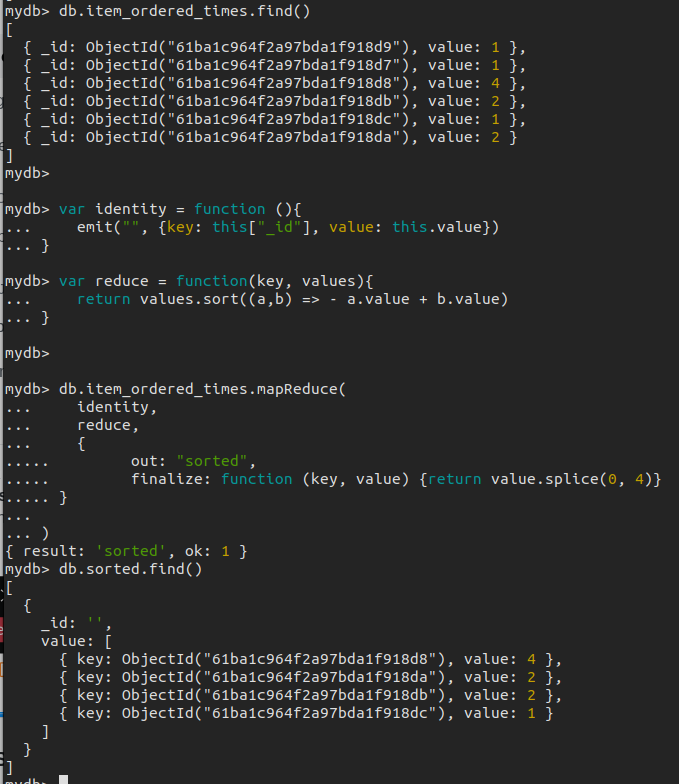 mydb> db.item_ordered_times.find()
[
  { _id: ObjectId("61ba1c964f2a97bda1f918d9"), value: 1 },
  { _id: ObjectId("61ba1c964f2a97bda1f918d7"), value: 1 },
  { _id: ObjectId("61ba1c964f2a97bda1f918d8"), value: 4 },
  { _id: ObjectId("61ba1c964f2a97bda1f918db"), value: 2 },
  { _id: ObjectId("61ba1c964f2a97bda1f918dc"), value: 1 },
  { _id: ObjectId("61ba1c964f2a97bda1f918da"), value: 2 }
]
mydb>
mydb> var identity = function (){
...     emit("", {key: this["_id"], value: this.value})
... }
mydb> var reduce = function(key, values){
...     return values.sort((a,b) => - a.value + b.value)
... }
mydb>
mydb> db.item_ordered_times.mapReduce(
...     identity,
...     reduce,
...     {
.....         out: "sorted",
.....         finalize: function (key, value) {return value.splice(0, 4)}
..... }
...
... )
{ result: 'sorted', ok: 1 }
mydb> db.sorted.find()
[
  {
    _id: '',
    value: [
      { key: ObjectId("61ba1c964f2a97bda1f918d8"), value: 4 },
      { key: ObjectId("61ba1c964f2a97bda1f918da"), value: 2 },
      { key: ObjectId("61ba1c964f2a97bda1f918db"), value: 2 },
      { key: ObjectId("61ba1c964f2a97bda1f918dc"), value: 1 }
    ]
  }
]
mydb>